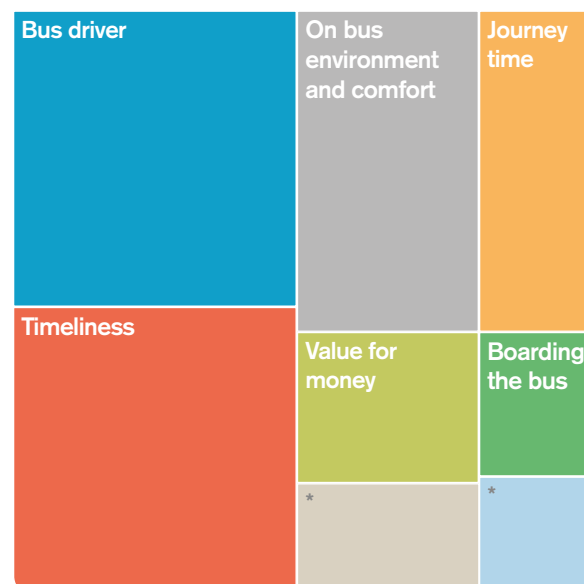 Bus driver
On bus
environment
and comfort
Journey
time
Timeliness
Value for
money
Boarding
the bus
*
*